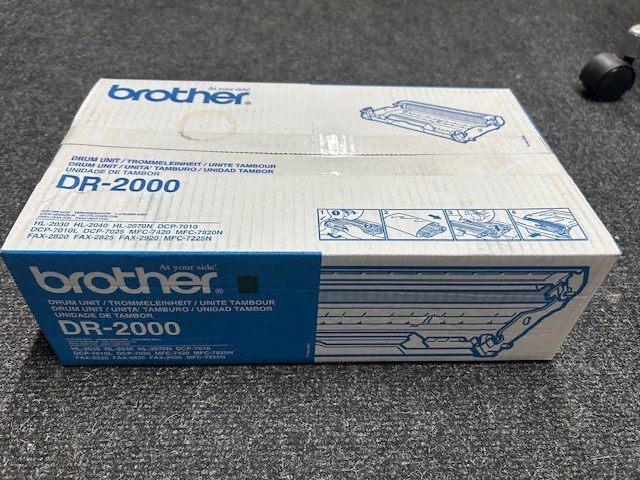 At your side.
brother
DRUM UNIT / TROMMELEINHEIT / UNITE TAMBOUR
DRUM UNIT / UNITA' TAMBURO / UNIDAD TAMBOR
UNIDADE DE TAMBOR
DR-2000
HL-2030 HL-2040 HL-2070N DCP-7010
DCP-7010L DCP-7025 MFC-7420 MFC-7820N
FAX-2820 FAX-2825 FAX-2920 MFC-7225N
1
2
3
4
At your side.
brother
DRUM UNIT / TROMMELEINHEIT / UNITE TAMBOUR
DRUM UNIT / UNITA' TAMBURO / UNIDAD TAMBOR
UNIDADE DE TAMBOR
DR-2000
HL-2030 HL-2040 HL-2070N DCP-7010
DCP-7010L DCP-7025 MFC-7420 MFC-7820N
FAX-2820 FAX-2825 FAX-2920 MFC-7225N